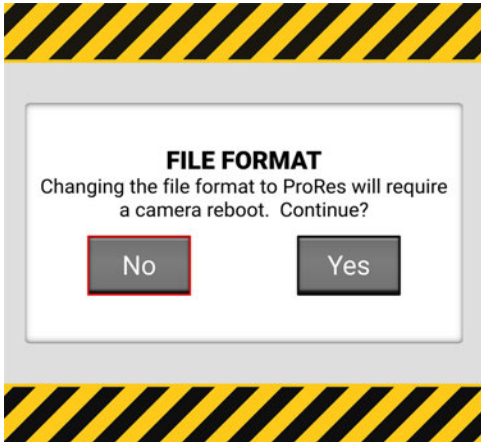 FILE FORMAT
Changing the file format to ProRes will require
a camera reboot.  Continue?
No
Yes